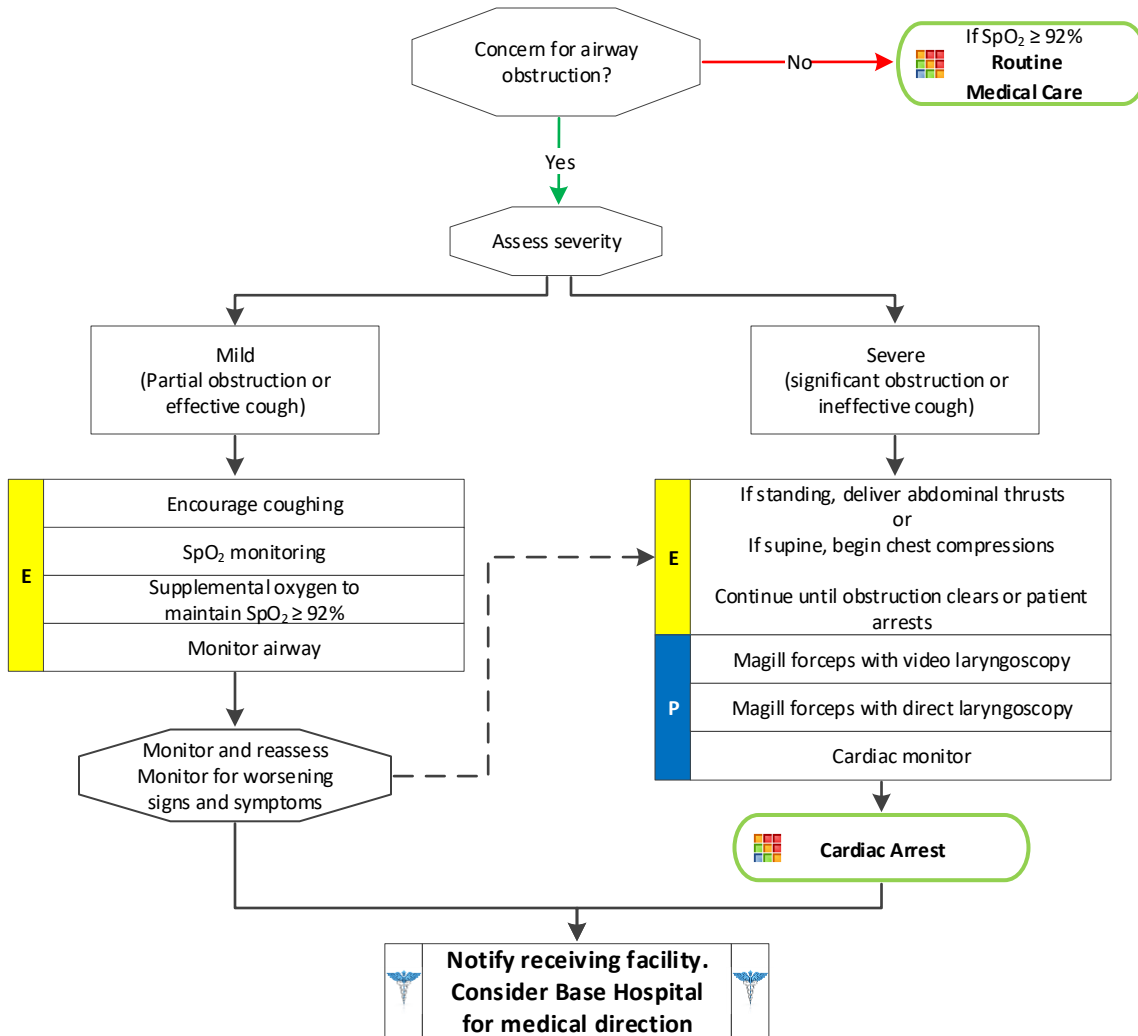 Concern for airway
obstruction?
No
If SpO₂ ≥ 92%
Routine
Medical Care
Yes
Assess severity
Mild
(Partial obstruction or
effective cough)
Severe
(significant obstruction or
ineffective cough)
E
Encourage coughing
SpO₂ monitoring
Supplemental oxygen to
maintain SpO₂ ≥ 92%
Monitor airway
E
If standing, deliver abdominal thrusts
or
If supine, begin chest compressions
Continue until obstruction clears or patient
arrests
P
Magill forceps with video laryngoscopy
Magill forceps with direct laryngoscopy
Cardiac monitor
Monitor and reassess
Monitor for worsening
signs and symptoms
Cardiac Arrest
Notify receiving facility.
Consider Base Hospital
for medical direction